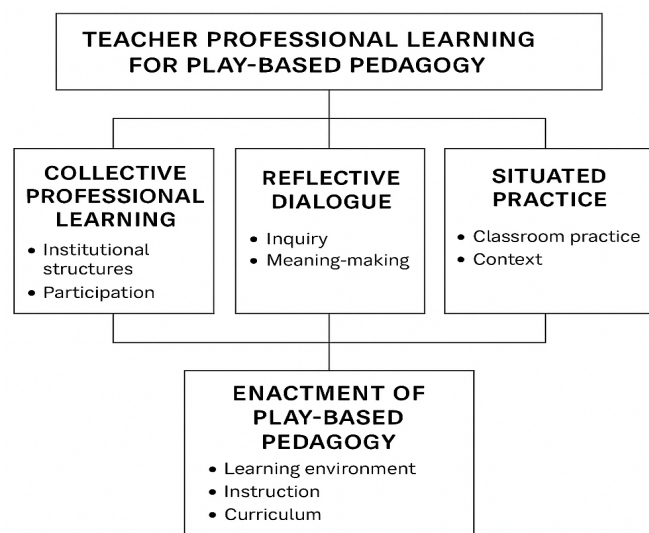 TEACHER PROFESSIONAL LEARNING
FOR PLAY-BASED PEDAGOGY
COLLECTIVE
PROFESSIONAL
LEARNING
• Institutional
structures
• Participation
REFLECTIVE
DIALOGUE
• Inquiry
• Meaning-making
SITUATED
PRACTICE
• Classroom practice
• Context
ENACTMENT OF
PLAY-BASED
PEDAGOGY
• Learning environment
• Instruction
• Curriculum